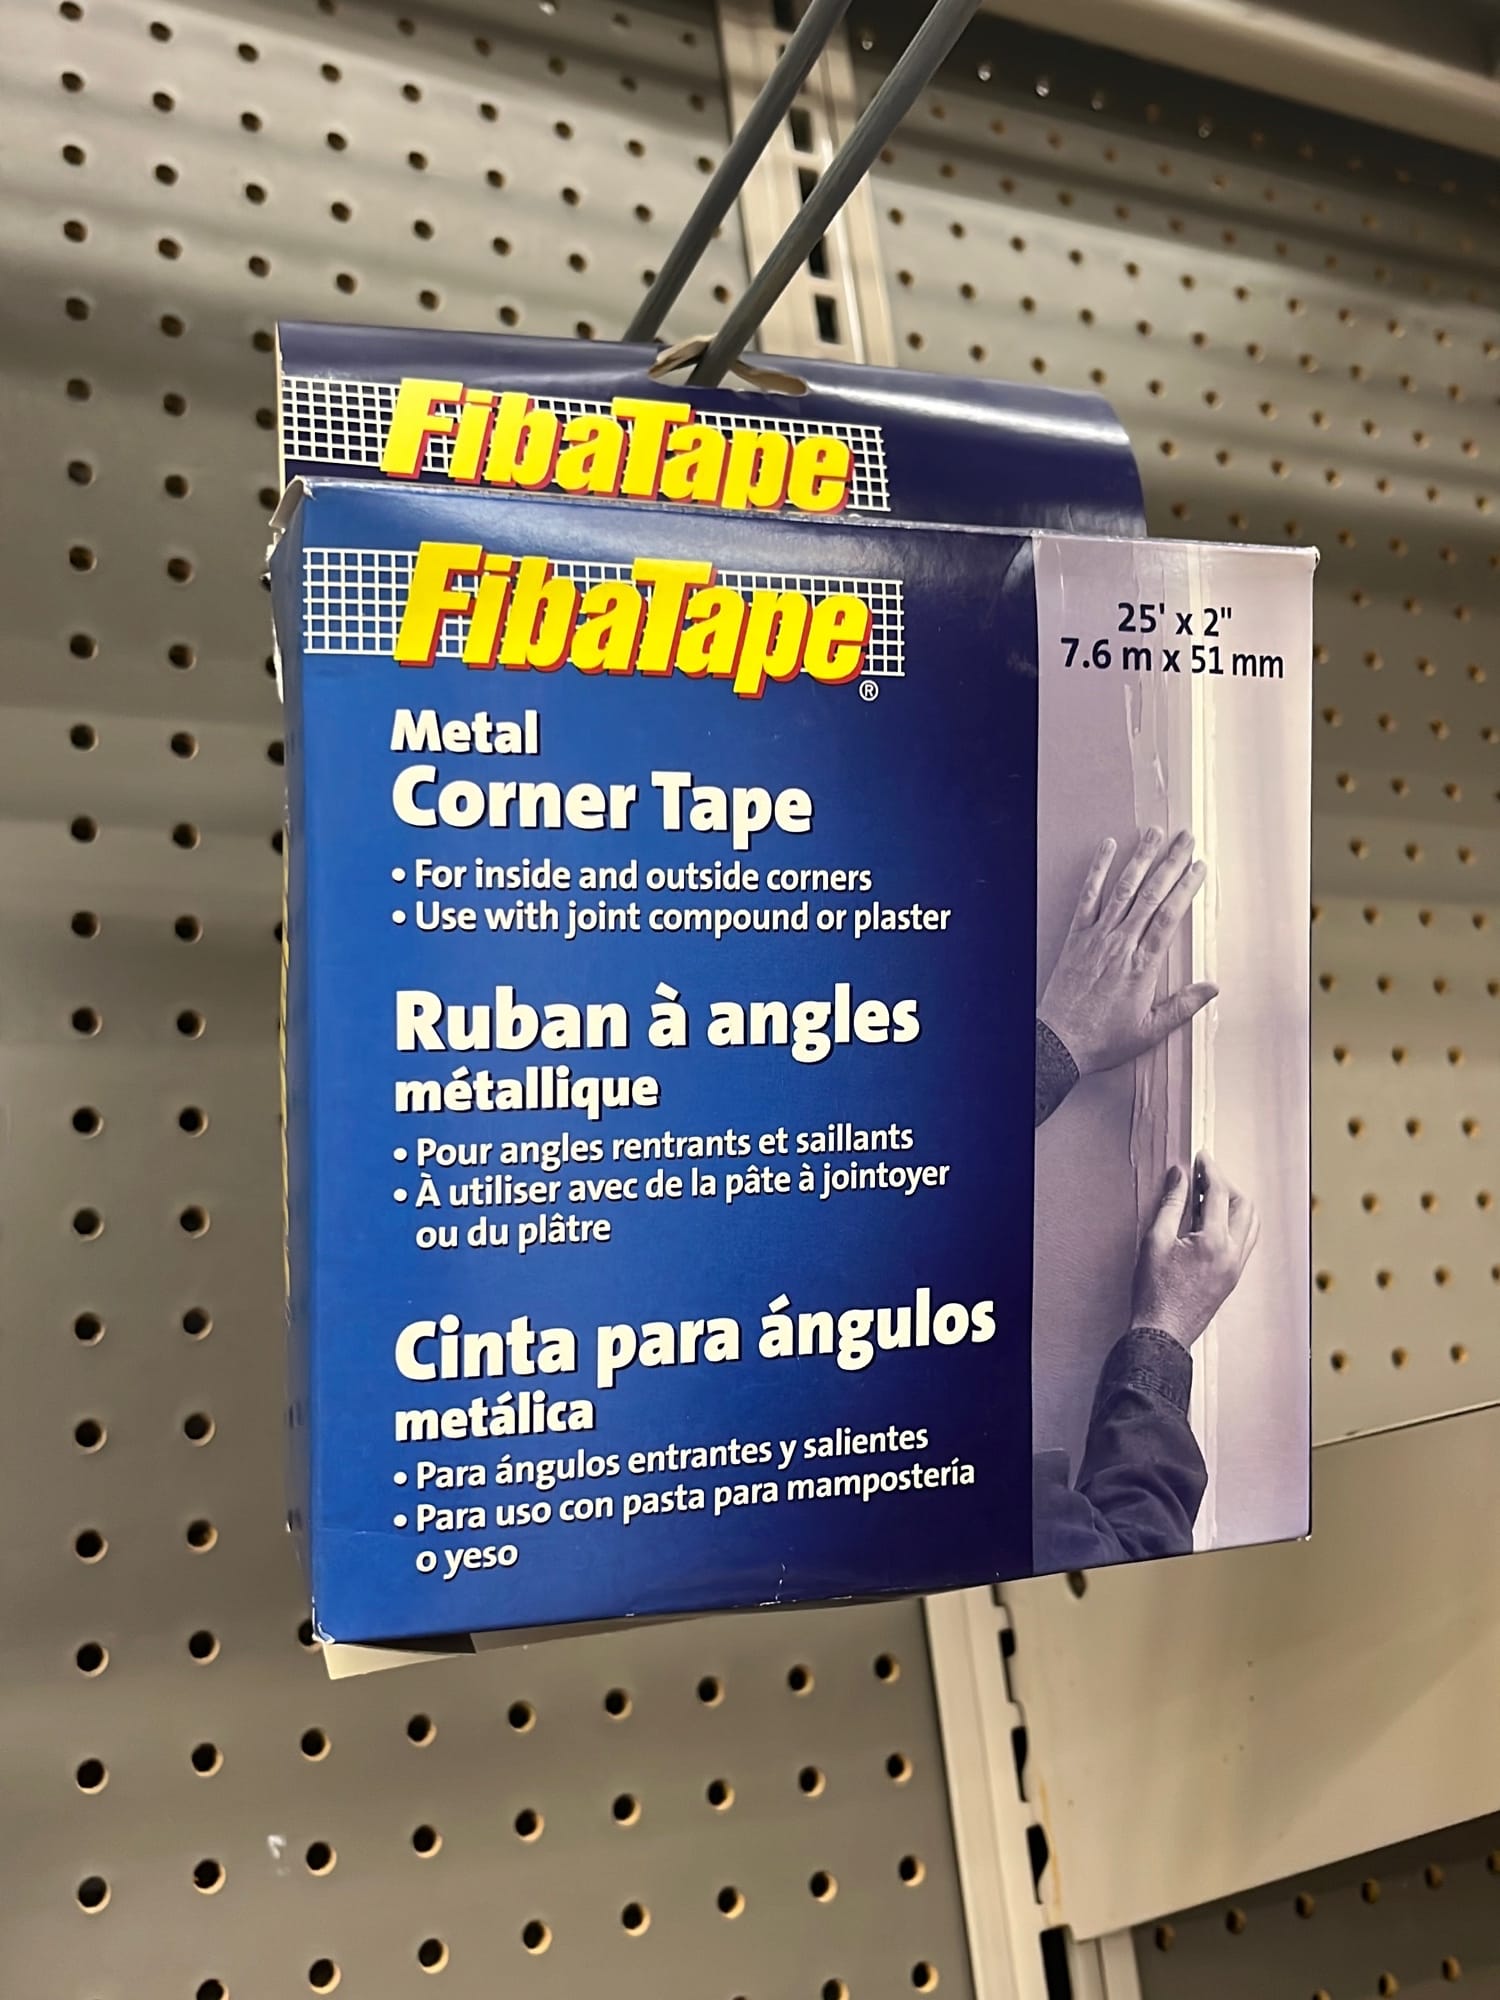 FibaTape
FibaTape®
25' x 2"
7.6 m x 51 mm
Metal
Corner Tape
• For inside and outside corners
• Use with joint compound or plaster
Ruban à angles
métallique
• Pour angles rentrants et saillants
• À utiliser avec de la pâte à jointoyer
ou du plâtre
Cinta para ángulos
metálica
• Para ángulos entrantes y salientes
• Para uso con pasta para mampostería
o yeso